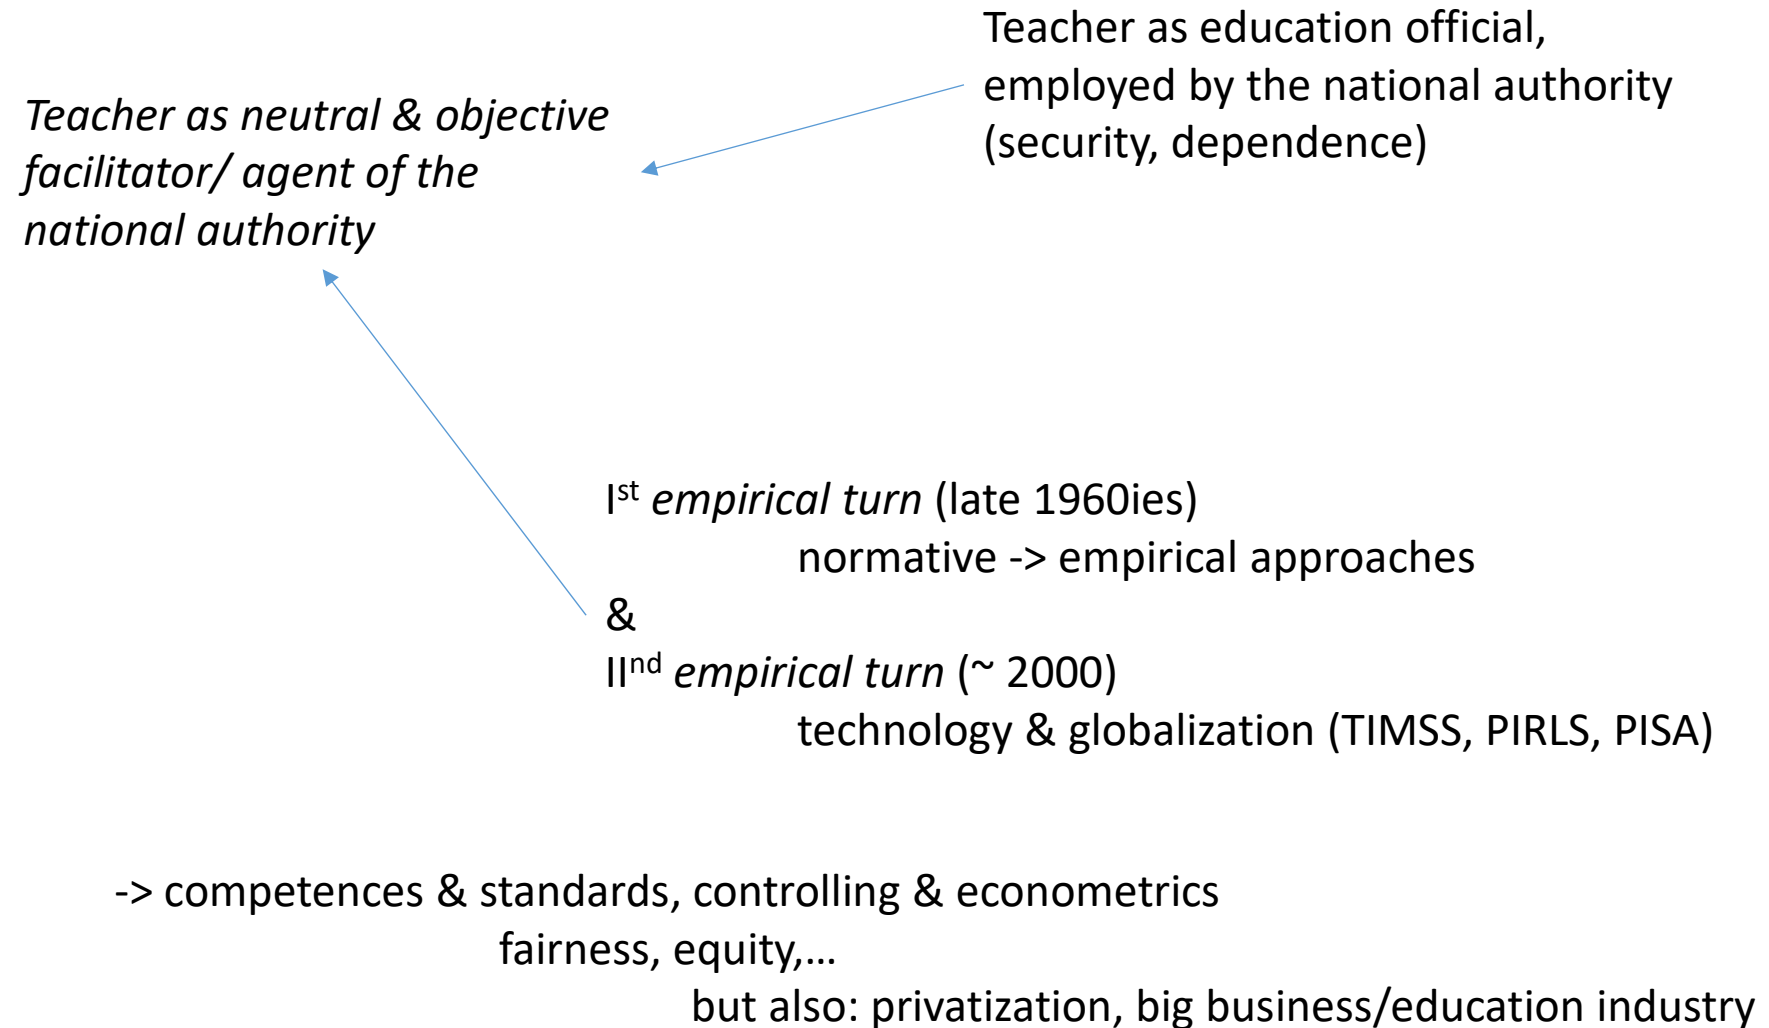 Teacher as education official,
employed by the national authority
(security, dependence)
Teacher as neutral & objective
facilitator/ agent of the
national authority
Ist empirical turn (late 1960ies)
normative -> empirical approaches
&
IInd empirical turn (~ 2000)
technology & globalization (TIMSS, PIRLS, PISA)
-> competences & standards, controlling & econometrics
fairness, equity,…
but also: privatization, big business/education industry